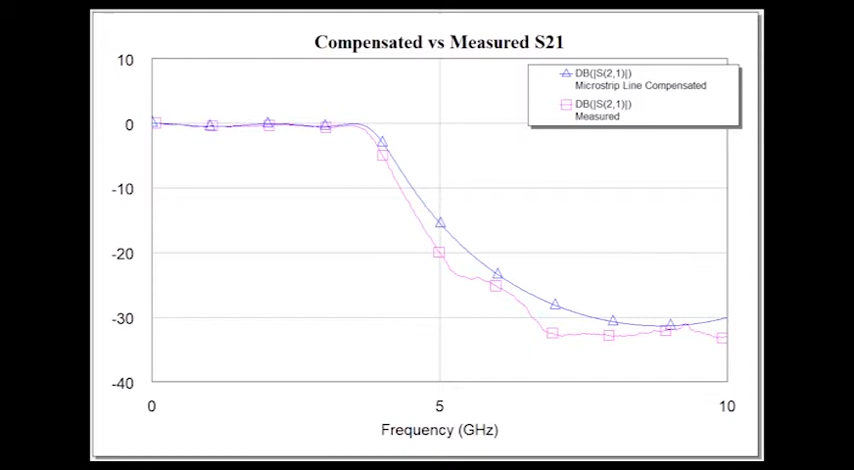 Compensated vs Measured S21
DB(|S(2,1)|)
Microstrip Line Compensated
DB(|S(2,1)|)
Measured
10
0
-10
-20
-30
-40
0
5
10
Frequency (GHz)